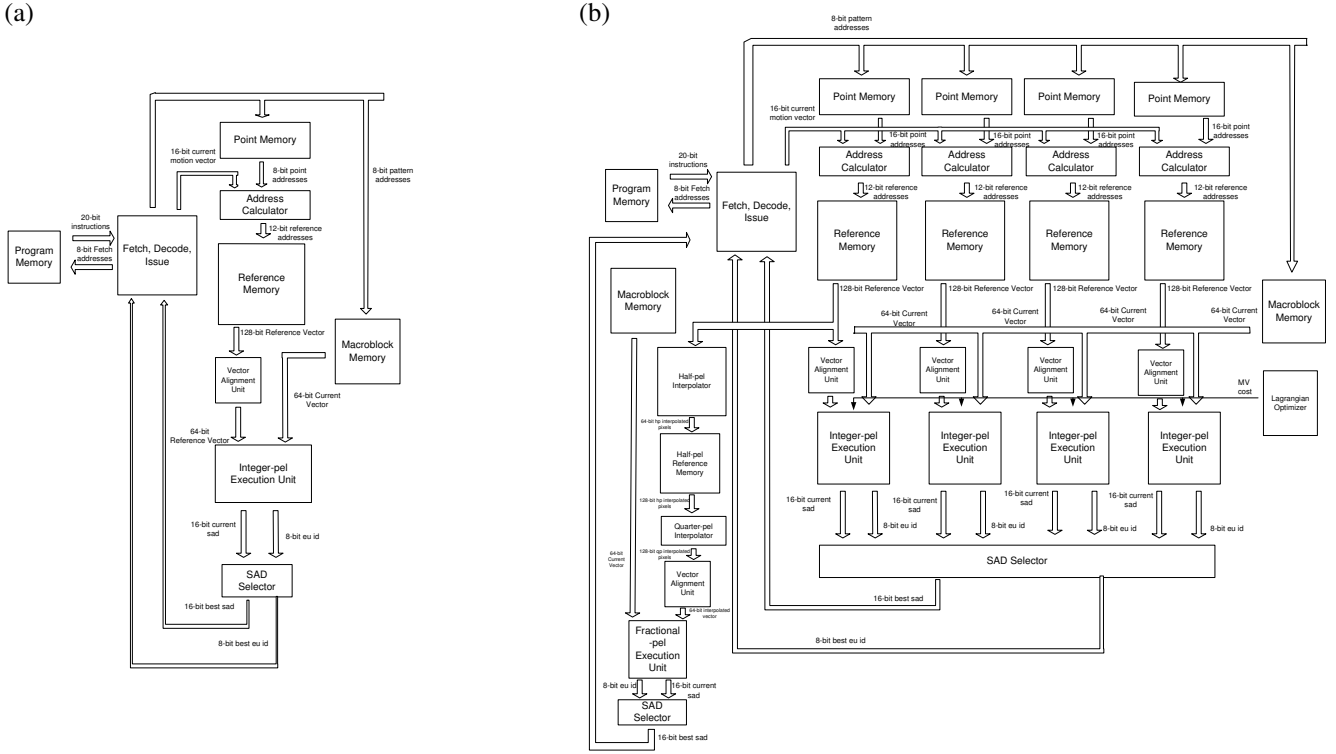 (a)
Point Memory
16-bit current
motion vector
8-bit point
addresses
8-bit pattern
addresses
Address
Calculator
20-bit
instructions
12-bit reference
addresses
Program
Memory
8-bit Fetch
addresses
Fetch, Decode,
Issue
Reference
Memory
128-bit Reference Vector
Macroblock
Memory
Vector
Alignment
Unit
64-bit Current
Vector
64-bit
Reference Vector
Integer-pel
Execution Unit
16-bit current
sad
8-bit eu id
SAD
Selector
16-bit best sad
8-bit best eu id
(b)
8-bit pattern
addresses
Point Memory
Point Memory
Point Memory
Point Memory
16-bit current
motion vector
16-bit point
addresses
16-bit point
addresses
16-bit point
addresses
16-bit point
addresses
20-bit
instructions
Address
Calculator
Address
Calculator
Address
Calculator
Address
Calculator
Program
Memory
8-bit Fetch
addresses
Fetch, Decode,
Issue
12-bit reference
addresses
12-bit reference
addresses
12-bit reference
addresses
12-bit reference
addresses
Reference
Memory
Reference
Memory
Reference
Memory
Reference
Memory
Macroblock
Memory
128-bit Reference Vector
128-bit Reference Vector
128-bit Reference Vector
128-bit Reference Vector
Macroblock
Memory
64-bit Current
Vector
64-bit Current
Vector
64-bit Current
Vector
64-bit Current
Vector
Half-pel
Interpolator
Vector
Alignment
Unit
Vector
Alignment
Unit
Vector
Alignment
Unit
Vector
Alignment
Unit
MV
cost
Lagrangian
Optimizer
64-bit hp interpolated
pixels
Half-pel
Reference
Memory
Integer-pel
Execution
Unit
Integer-pel
Execution
Unit
Integer-pel
Execution
Unit
Integer-pel
Execution
Unit
128-bit hp interpolated
pixels
16-bit current
sad
16-bit current
sad
16-bit current
sad
16-bit current
sad
Quarter-pel
Interpolator
8-bit eu id
8-bit eu id
8-bit eu id
8-bit eu id
64-bit
Current
Vector
128-bit qp interpolated
pixels
SAD Selector
Vector
Alignment
Unit
16-bit best sad
64-bit interpolated
vector
Fractional
-pel
Execution
Unit
8-bit best eu id
8-bit eu id
16-bit current
sad
SAD
Selector
16-bit best sad